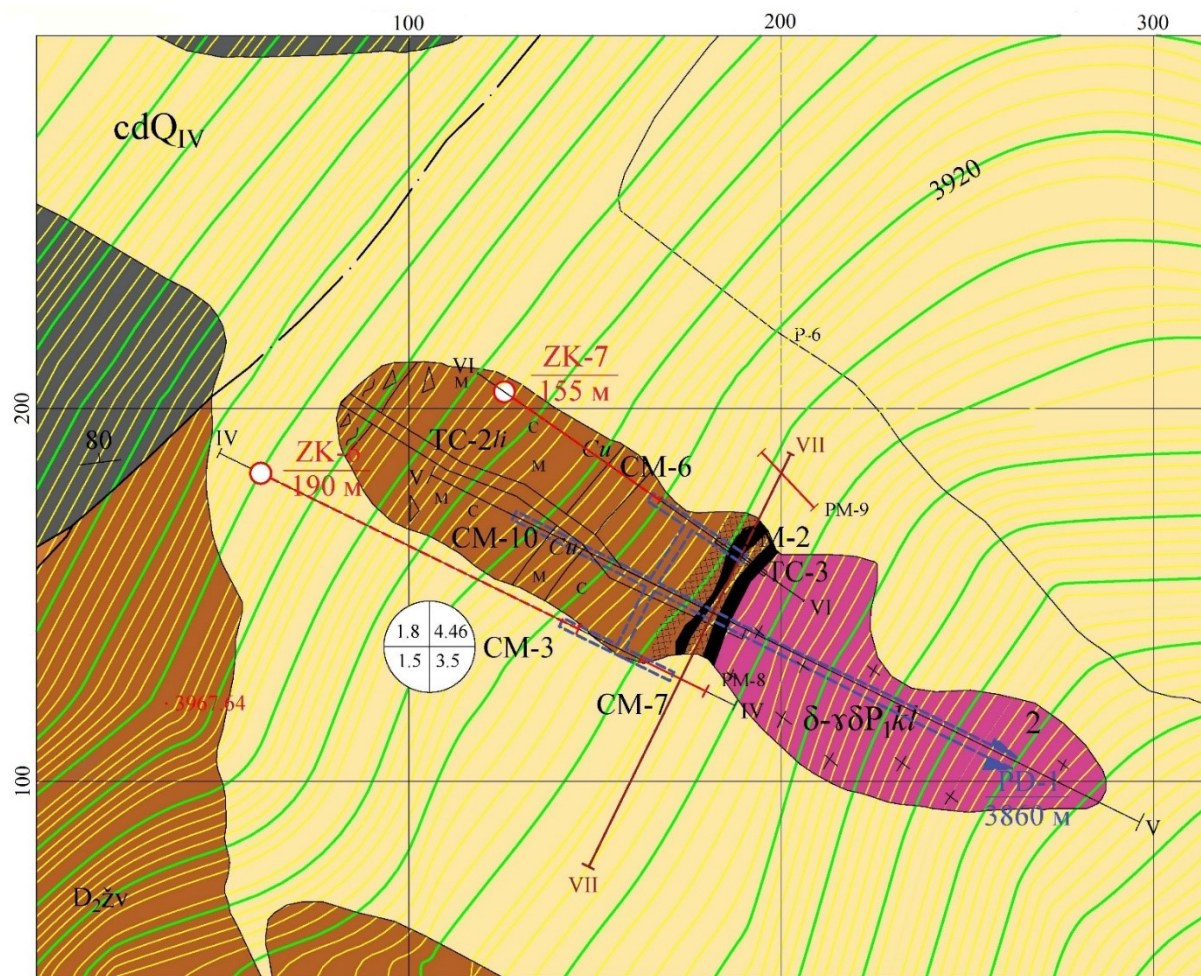 100
200
300
cdQIV
3920
P-6
ZK-7
155 м
VI
м
200
80
IV
ZK-6
190 м
TC-2li
C
Cu
CM-6
VII
V
м
м
C
PM-9
CM-10
Cu
CM-2
TC-3
м
C
VI
1.8
4.46
1.5
3.5
CM-3
PM-8
3967,64
CM-7
IV
δ-γδP1kl
2
100
PD-1
3860 м
V
VII
D2žv